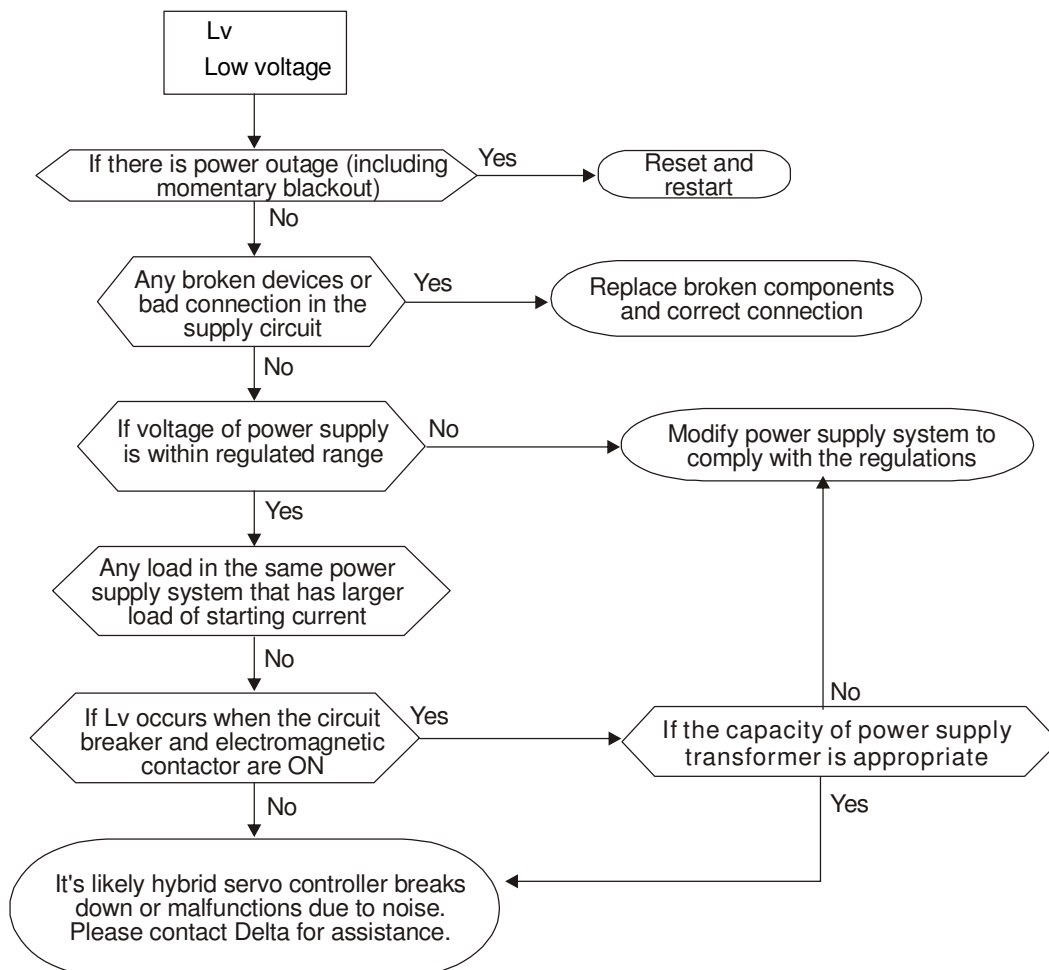 Lv
Low voltage
If there is power outage (including
momentary blackout)
Yes
Reset and
restart
No
Any broken devices or
bad connection in the
supply circuit
Yes
Replace broken components
and correct connection
No
If voltage of power supply
is within regulated range
No
Modify power supply system to
comply with the regulations
Yes
Any load in the same power
supply system that has larger
load of starting current
No
If Lv occurs when the circuit
breaker and electromagnetic
contactor are ON
Yes
No
If the capacity of power supply
transformer is appropriate
No
Yes
It's likely hybrid servo controller breaks
down or malfunctions due to noise.
Please contact Delta for assistance.